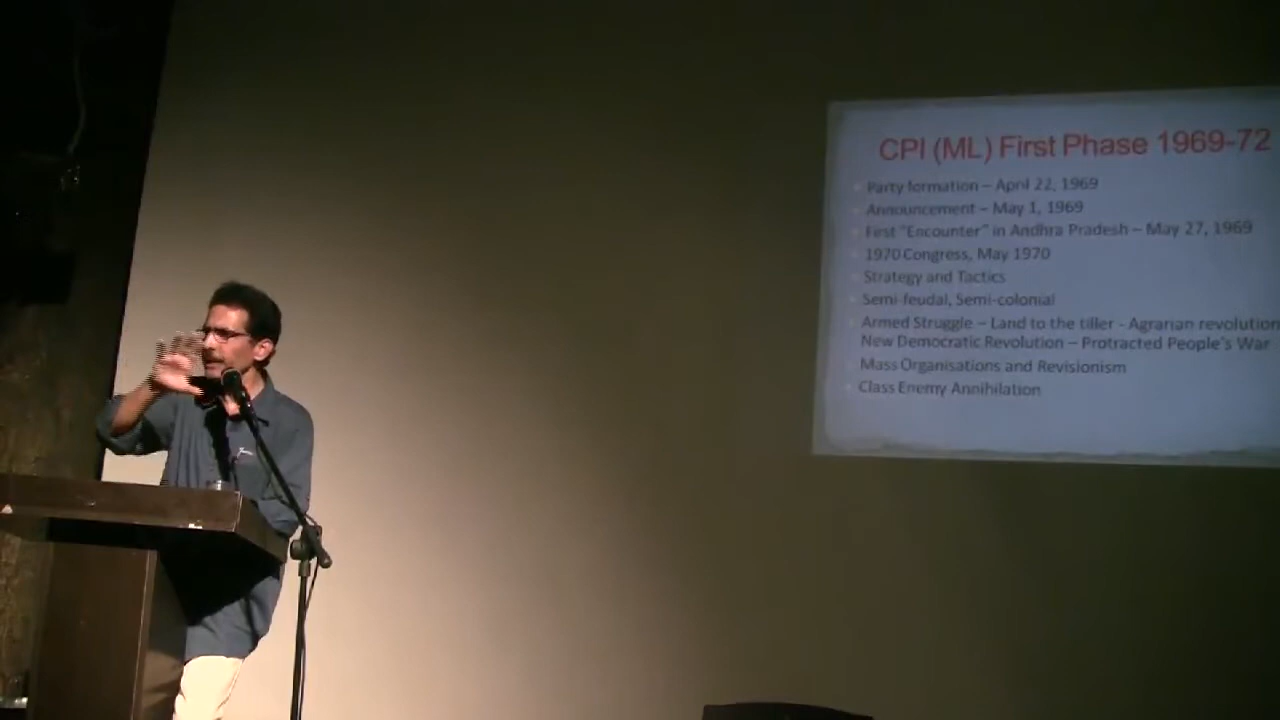 CPI (ML) First Phase 1969-72
Party formation – April 22, 1969
Announcement – May 1, 1969
First "Encounter" in Andhra Pradesh – May 27, 1969
1970 Congress, May 1970
Strategy and Tactics
Semi-feudal, Semi-colonial
Armed Struggle – Land to the tiller - Agrarian revolution
New Democratic Revolution – Protracted People's War
Mass Organisations and Revisionism
Class Enemy Annihilation